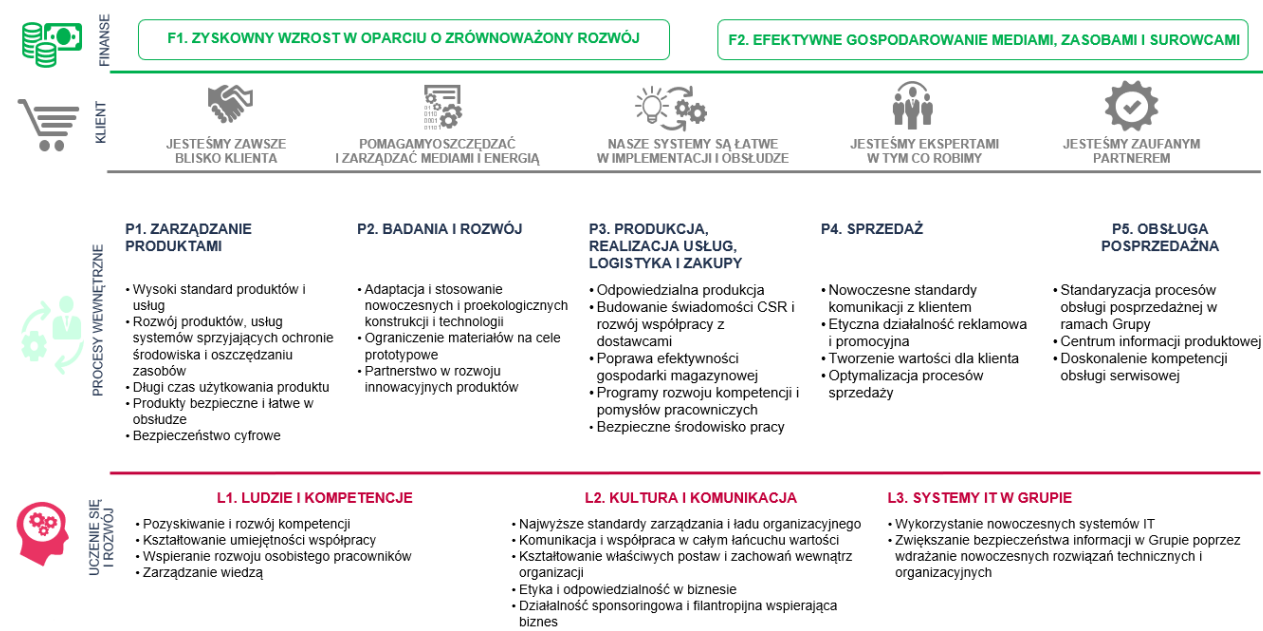 FINANSE
F1. ZYSKOWNY WZROST W OPARCIU O ZRÓWNOWAŻONY ROZWÓJ
F2. EFEKTYWNE GOSPODAROWANIE MEDIAMI, ZASOBAMI I SUROWCAMI
KLIENT
JESTEŚMY ZAWSZE
BLISKO KLIENTA
POMAGAMYOSZCZĘDZAĆ
I ZARZĄDZAĆ MEDIAMI I ENERGIĄ
NASZE SYSTEMY SĄ ŁATWE
W IMPLEMENTACJI I OBSŁUDZE
JESTEŚMY EKSPERTAMI
W TYM CO ROBIMY
JESTEŚMY ZAUFANYM
PARTNEREM
PROCESY WEWNĘTRZNE
P1. ZARZĄDZANIE
PRODUKTAMI
• Wysoki standard produktów i
usług
• Rozwój produktów, usług
systemów sprzyjających ochronie
środowiska i oszczędzaniu
zasobów
• Długi czas użytkowania produktu
• Produkty bezpieczne i łatwe w
obsłudze
• Bezpieczeństwo cyfrowe
P2. BADANIA I ROZWÓJ
• Adaptacja i stosowanie
nowoczesnych i proekologicznych
konstrukcji i technologii
• Ograniczenie materiałów na cele
prototypowe
• Partnerstwo w rozwoju
innowacyjnych produktów
P3. PRODUKCJA,
REALIZACJA USŁUG,
LOGISTYKA I ZAKUPY
• Odpowiedzialna produkcja
• Budowanie świadomości CSR i
rozwój współpracy z
dostawcami
• Poprawa efektywności
gospodarki magazynowej
• Programy rozwoju kompetencji i
pomysłów pracowniczych
• Bezpieczne środowisko pracy
P4. SPRZEDAŻ
• Nowoczesne standardy
komunikacji z klientem
• Etyczna działalność reklamowa
i promocyjna
• Tworzenie wartości dla klienta
• Optymalizacja procesów
sprzedaży
P5. OBSŁUGA
POSPRZEDAŻNA
• Standaryzacja procesów
obsługi posprzedażnej w
ramach Grupy
• Centrum informacji produktowej
• Doskonalenie kompetencji
obsługi serwisowej
UCZENIE SIĘ
I ROZWÓJ
L1. LUDZIE I KOMPETENCJE
• Pozyskiwanie i rozwój kompetencji
• Kształtowanie umiejętności współpracy
• Wspieranie rozwoju osobistego pracowników
• Zarządzanie wiedzą
L2. KULTURA I KOMUNIKACJA
• Najwyższe standardy zarządzania i ładu organizacyjnego
• Komunikacja i współpraca w całym łańcuchu wartości
• Kształtowanie właściwych postaw i zachowań wewnątrz
organizacji
• Etyka i odpowiedzialność w biznesie
• Działalność sponsoringowa i filantropijna wspierająca
biznes
L3. SYSTEMY IT W GRUPIE
• Wykorzystanie nowoczesnych systemów IT
• Zwiększanie bezpieczeństwa informacji w Grupie poprzez
wdrażanie nowoczesnych rozwiązań technicznych i
organizacyjnych